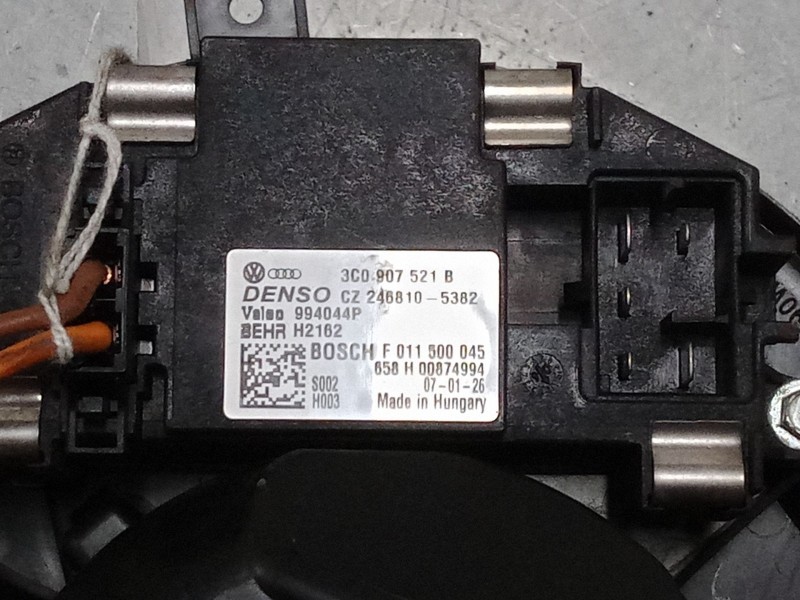 3C0 907 521 B
DENSO CZ 246810-5382
Valeo 994044P
BEHR H2162
BOSCH F 011 500 045
658 H 00874994
S002 07-01-26
H003 Made in Hungary
BOSCH